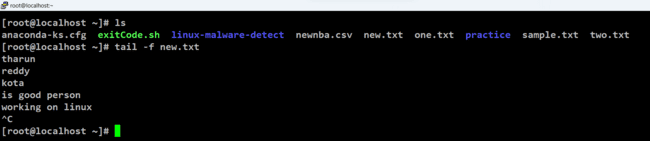 root@localhost:~
[root@localhost ~]# ls
anaconda-ks.cfg  exitCode.sh  linux-malware-detect  newnba.csv  new.txt  one.txt  practice  sample.txt  two.txt
[root@localhost ~]# tail -f new.txt
tharun
reddy
kota
is good person
working on linux
^C
[root@localhost ~]#